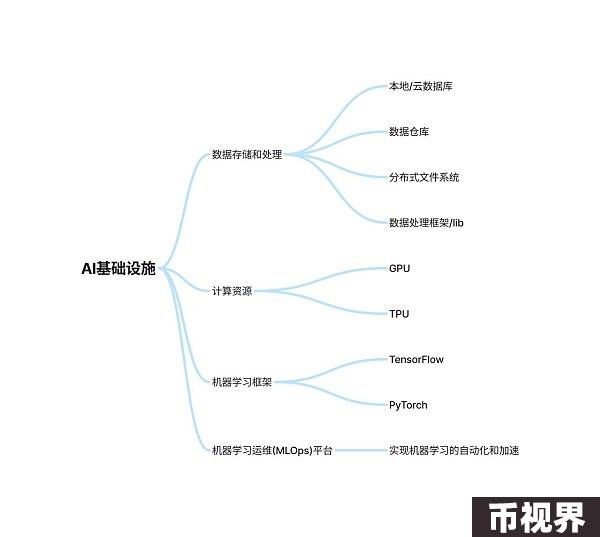 本地/云数据库
数据仓库
数据存储和处理
分布式文件系统
数据处理框架/lib
AI基础设施
GPU
计算资源
TPU
TensorFlow
机器学习框架
PyTorch
机器学习运维(MLOps)平台
实现机器学习的自动化和加速
币视界